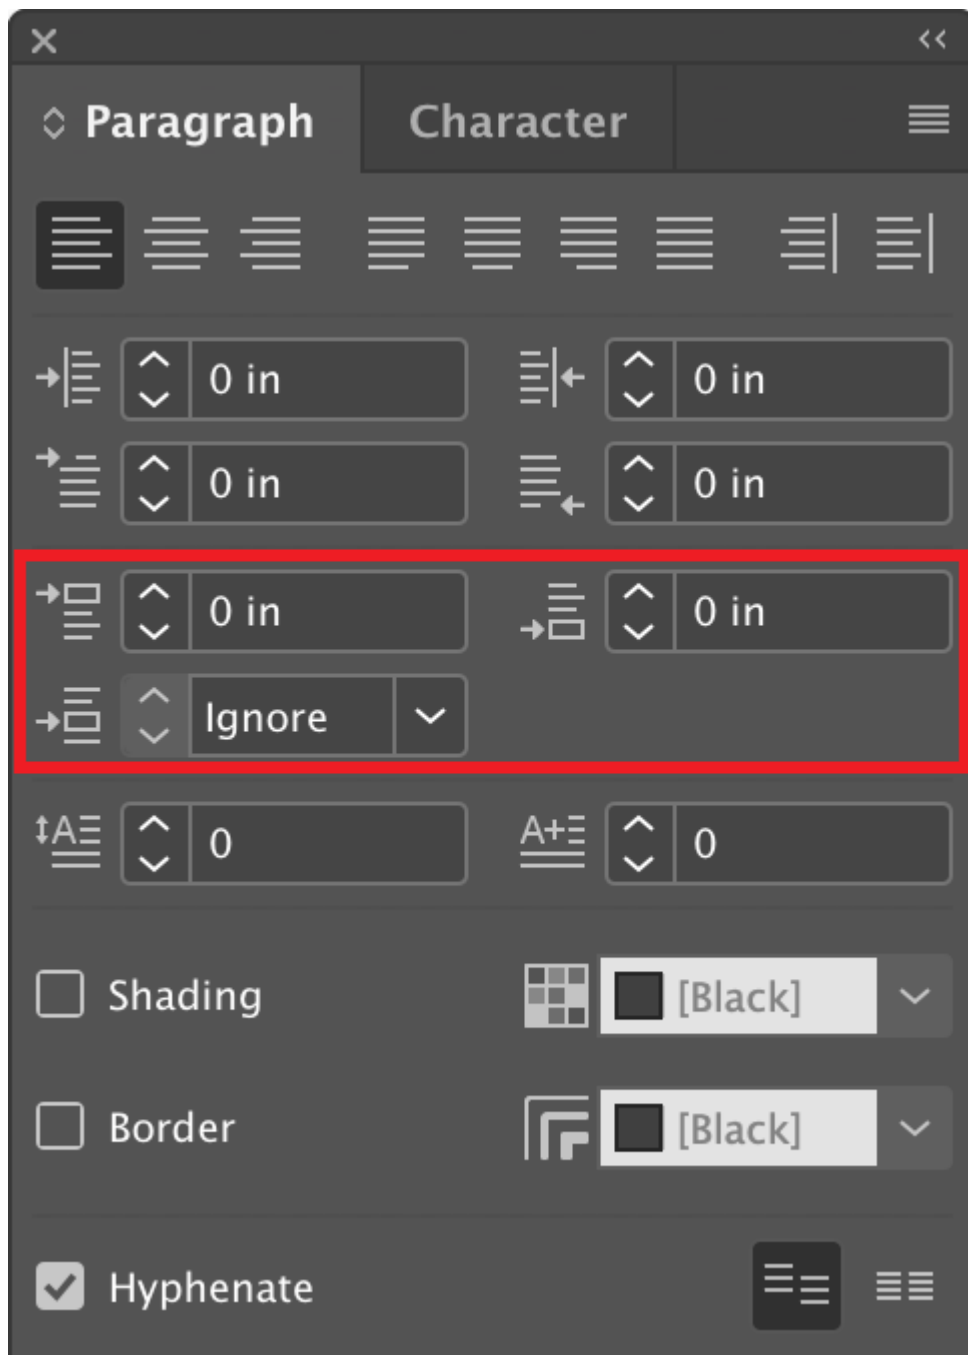 Paragraph Character
0 in 0 in
0 in 0 in
0 in 0 in
Ignore
0 0
Shading [Black]
Border [Black]
Hyphenate